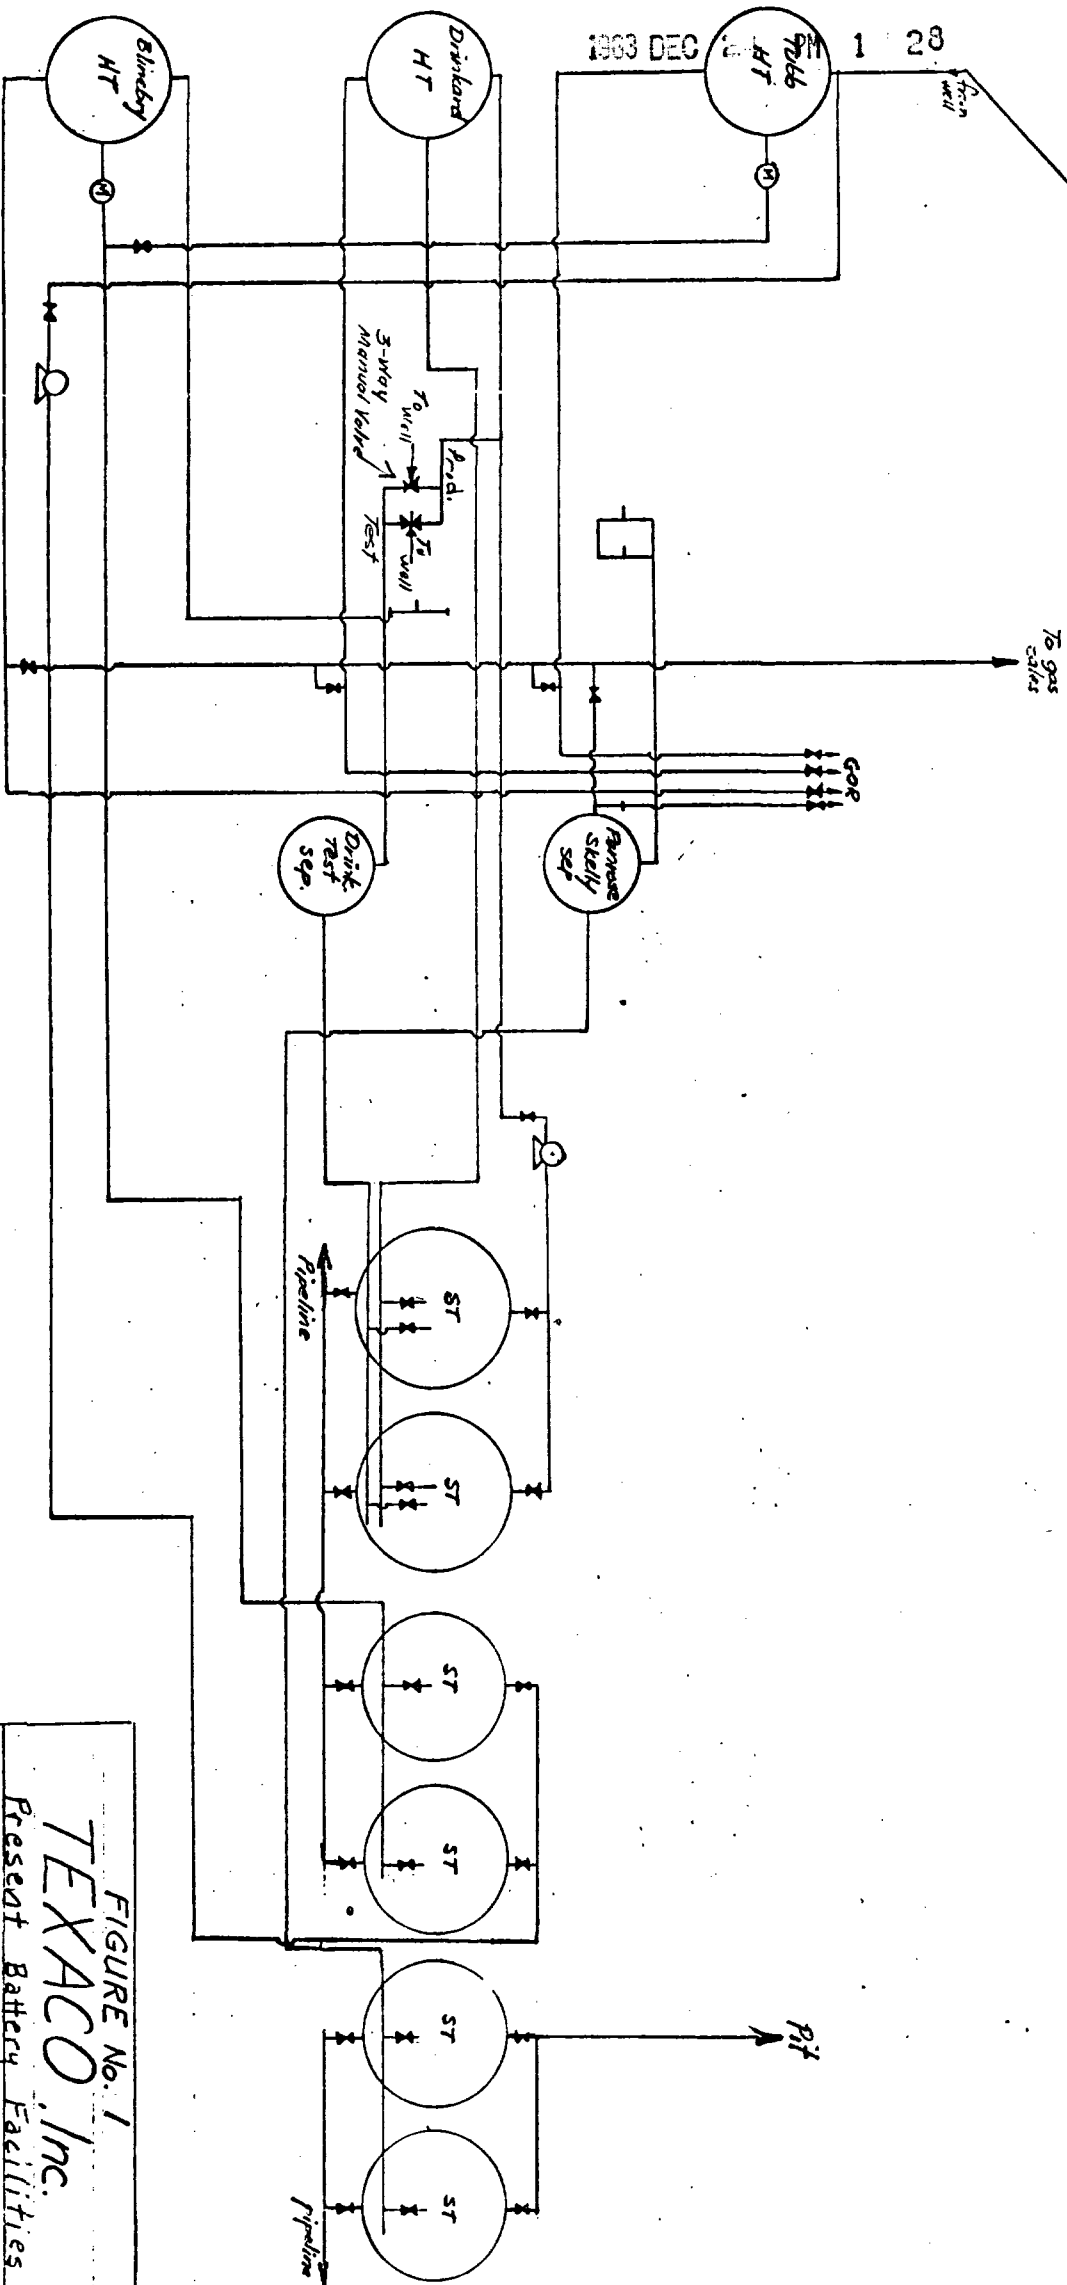 1963 DEC PM 1 28
Blinebry
HT
Drinkard
HT
Tubb
HT
from
well
M
M
3-way
Manual Valve
To
well
Prod.
Test
To
well
To gas
sales
GOR
Drink.
Test
Sep.
Penrose
Skelly
Sep
Pipeline
ST
ST
ST
ST
ST
ST
Pit
Pipeline
FIGURE No. 1
TEXACO, Inc.
Present Battery Facilities